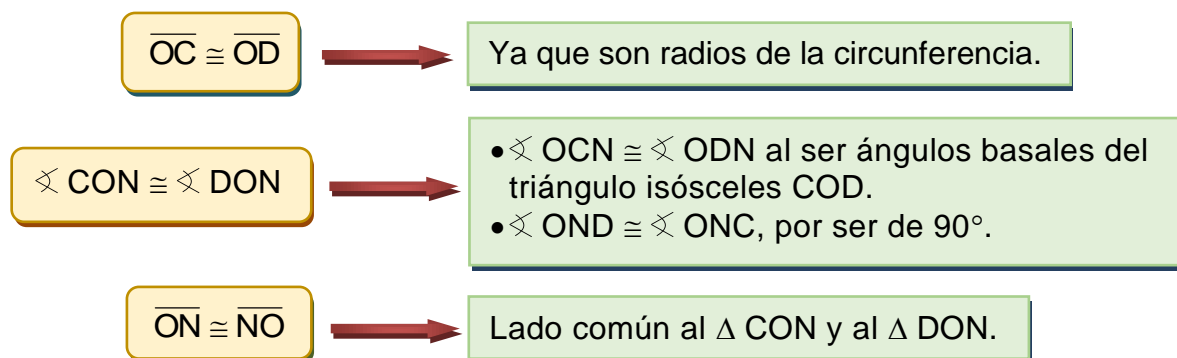 OC ≅ OD
Ya que son radios de la circunferencia.
∢ CON ≅ ∢ DON
•∢ OCN ≅ ∢ ODN al ser ángulos basales del
triángulo isósceles COD.
•∢ OND ≅ ∢ ONC, por ser de 90°.
ON ≅ NO
Lado común al Δ CON y al Δ DON.